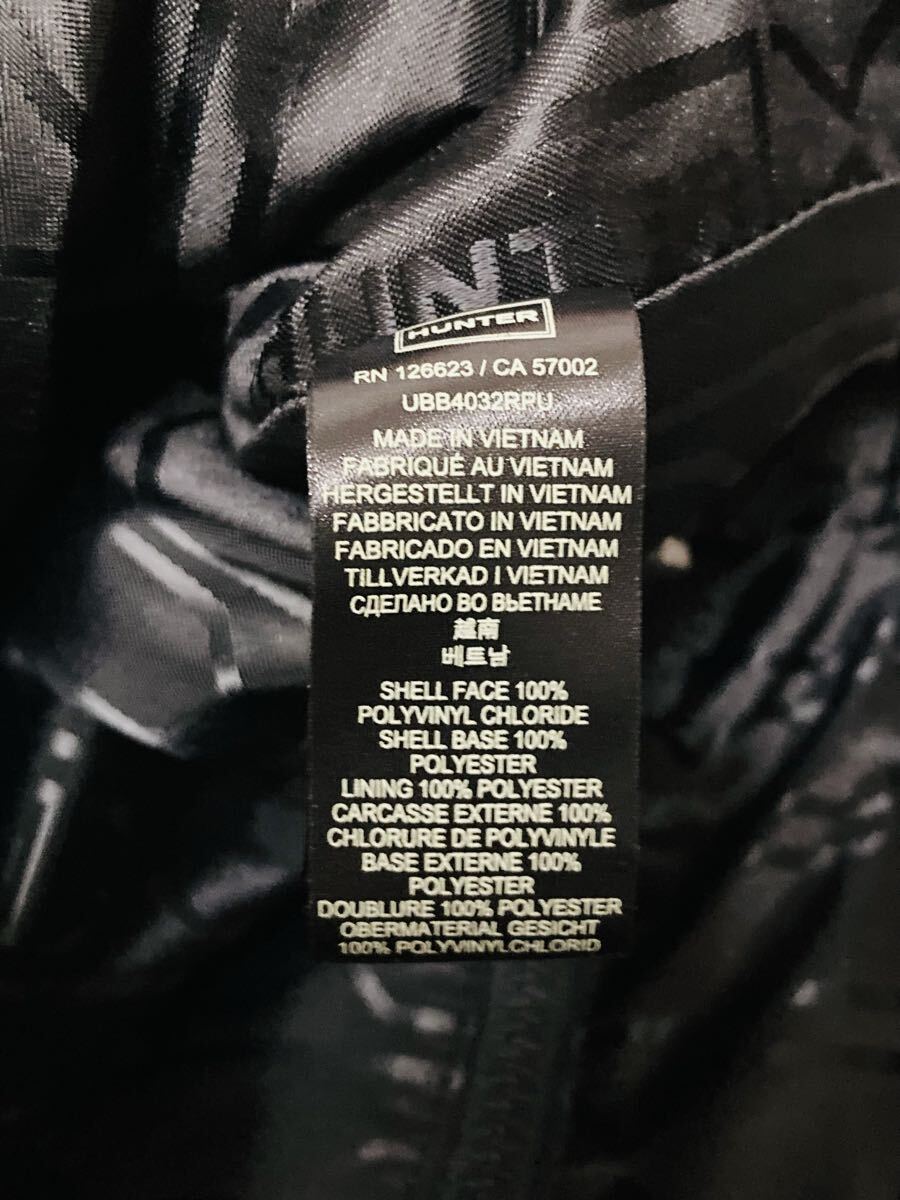 HUNT
HUNTER
RN 126623 / CA 57002
UBB4032RPU
MADE IN VIETNAM
FABRIQUÉ AU VIETNAM
HERGESTELLT IN VIETNAM
FABBRICATO IN VIETNAM
FABRICADO EN VIETNAM
TILLVERKAD I VIETNAM
СДЕЛАНО ВО ВЬЕТНАМЕ
越南
베트남
SHELL FACE 100%
POLYVINYL CHLORIDE
SHELL BASE 100%
POLYESTER
LINING 100% POLYESTER
CARCASSE EXTERNE 100%
CHLORURE DE POLYVINYLE
BASE EXTERNE 100%
POLYESTER
DOUBLURE 100% POLYESTER
OBERMATERIAL GESICHT
100% POLYVINYLCHLORID